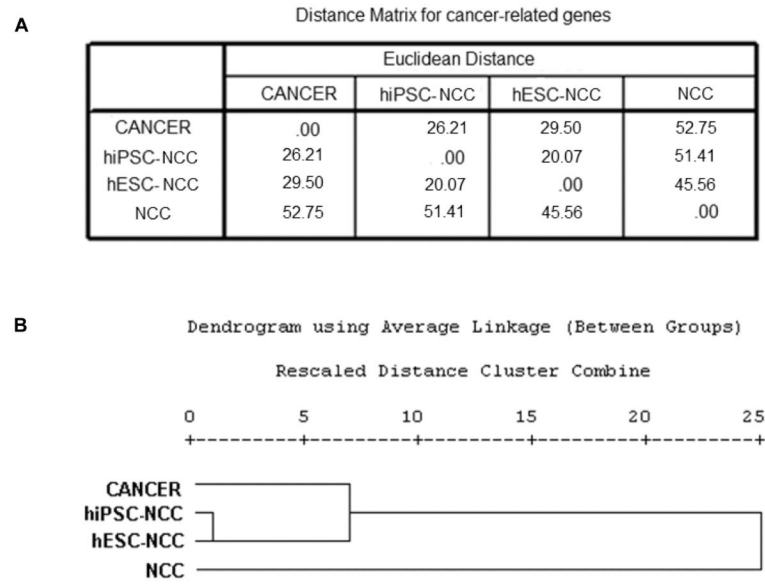 A
Distance Matrix for cancer-related genes
Euclidean Distance
CANCER hiPSC-NCC hESC-NCC NCC
CANCER .00 26.21 29.50 52.75
hiPSC-NCC 26.21 .00 20.07 51.41
hESC-NCC 29.50 20.07 .00 45.56
NCC 52.75 51.41 45.56 .00
B
Dendrogram using Average Linkage (Between Groups)
Rescaled Distance Cluster Combine
0 5 10 15 20 25
CANCER
hiPSC-NCC
hESC-NCC
NCC